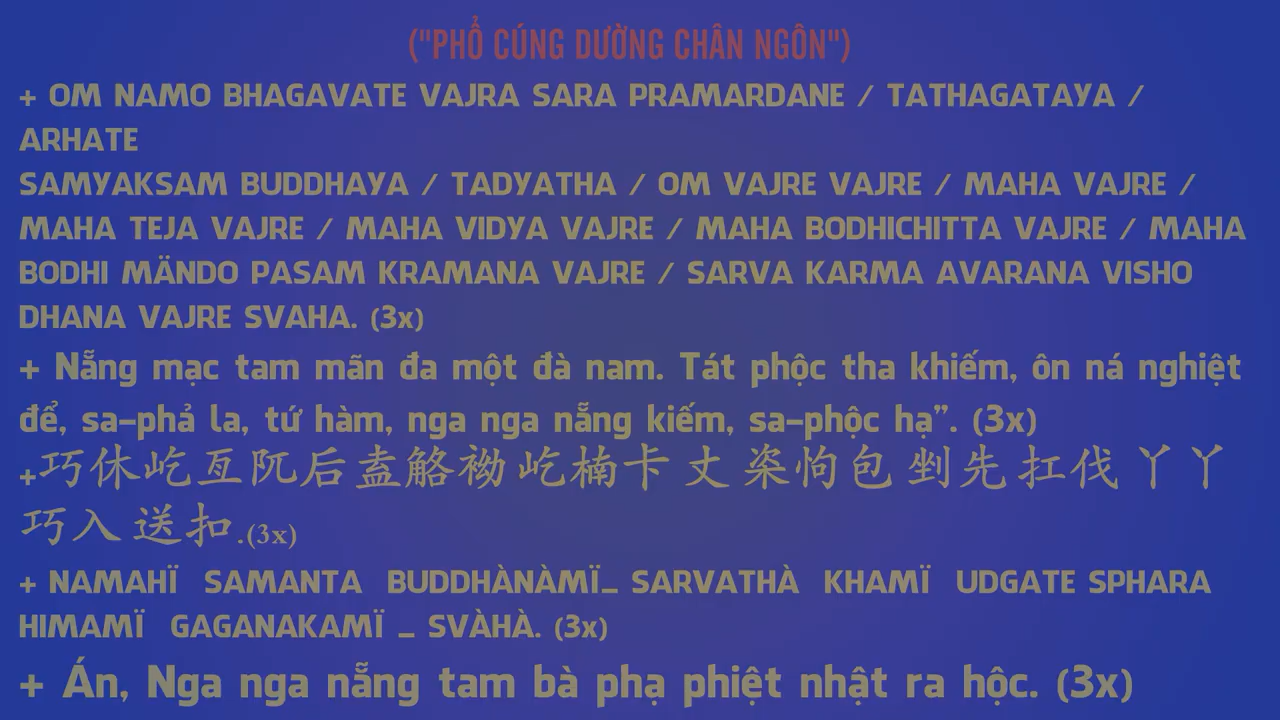 ("PHỔ CÚNG DƯỜNG CHÂN NGÔN")
+ OM NAMO BHAGAVATE VAJRA SARA PRAMARDANE / TATHAGATAYA /
ARHATE
SAMYAKSAM BUDDHAYA / TADYATHA / OM VAJRE VAJRE / MAHA VAJRE /
MAHA TEJA VAJRE / MAHA VIDYA VAJRE / MAHA BODHICHITTA VAJRE / MAHA
BODHI MÄNDO PASAM KRAMANA VAJRE / SARVA KARMA AVARANA VISHO
DHANA VAJRE SVAHA. (3x)
+ Nẵng mạc tam mãn đa một đà nam. Tát phộc tha khiếm, ôn ná nghiệt
để, sa-phả la, tứ hàm, nga nga nẵng kiếm, sa-phộc hạ”. (3x)
+巧休屹亙阢后盍觡袎屹楠卡丈栥怐包剉先扛伐丫丫
巧入送扣.(3x)
+ NAMAHÏ SAMANTA BUDDHÀNÀMÏ_ SARVATHÀ KHAMÏ UDGATE SPHARA
HIMAMÏ GAGANAKAMÏ _ SVÀHÀ. (3x)
+ Án, Nga nga nẵng tam bà phạ phiệt nhật ra hộc. (3x)